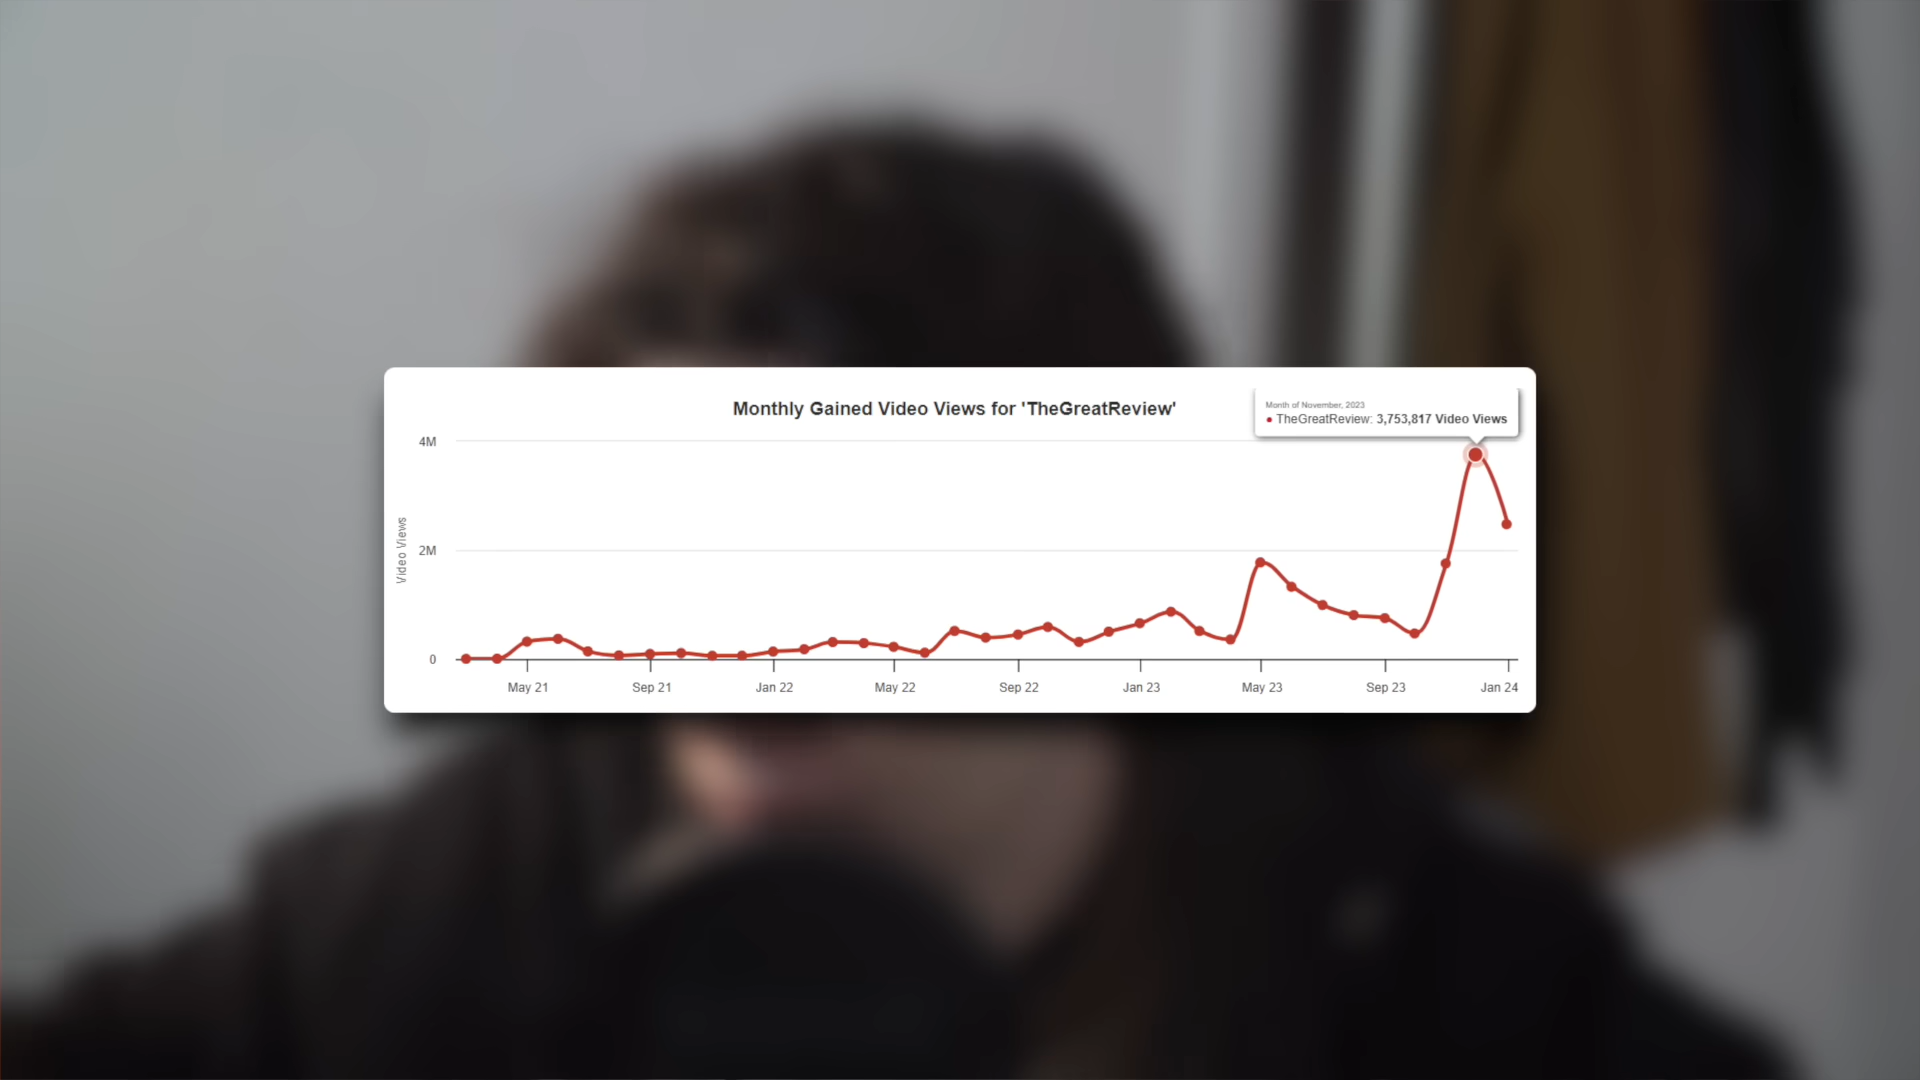 Monthly Gained Video Views for 'TheGreatReview'
Month of November, 2023
TheGreatReview: 3,753,817 Video Views
Video Views
4M
2M
0
May 21
Sep 21
Jan 22
May 22
Sep 22
Jan 23
May 23
Sep 23
Jan 24